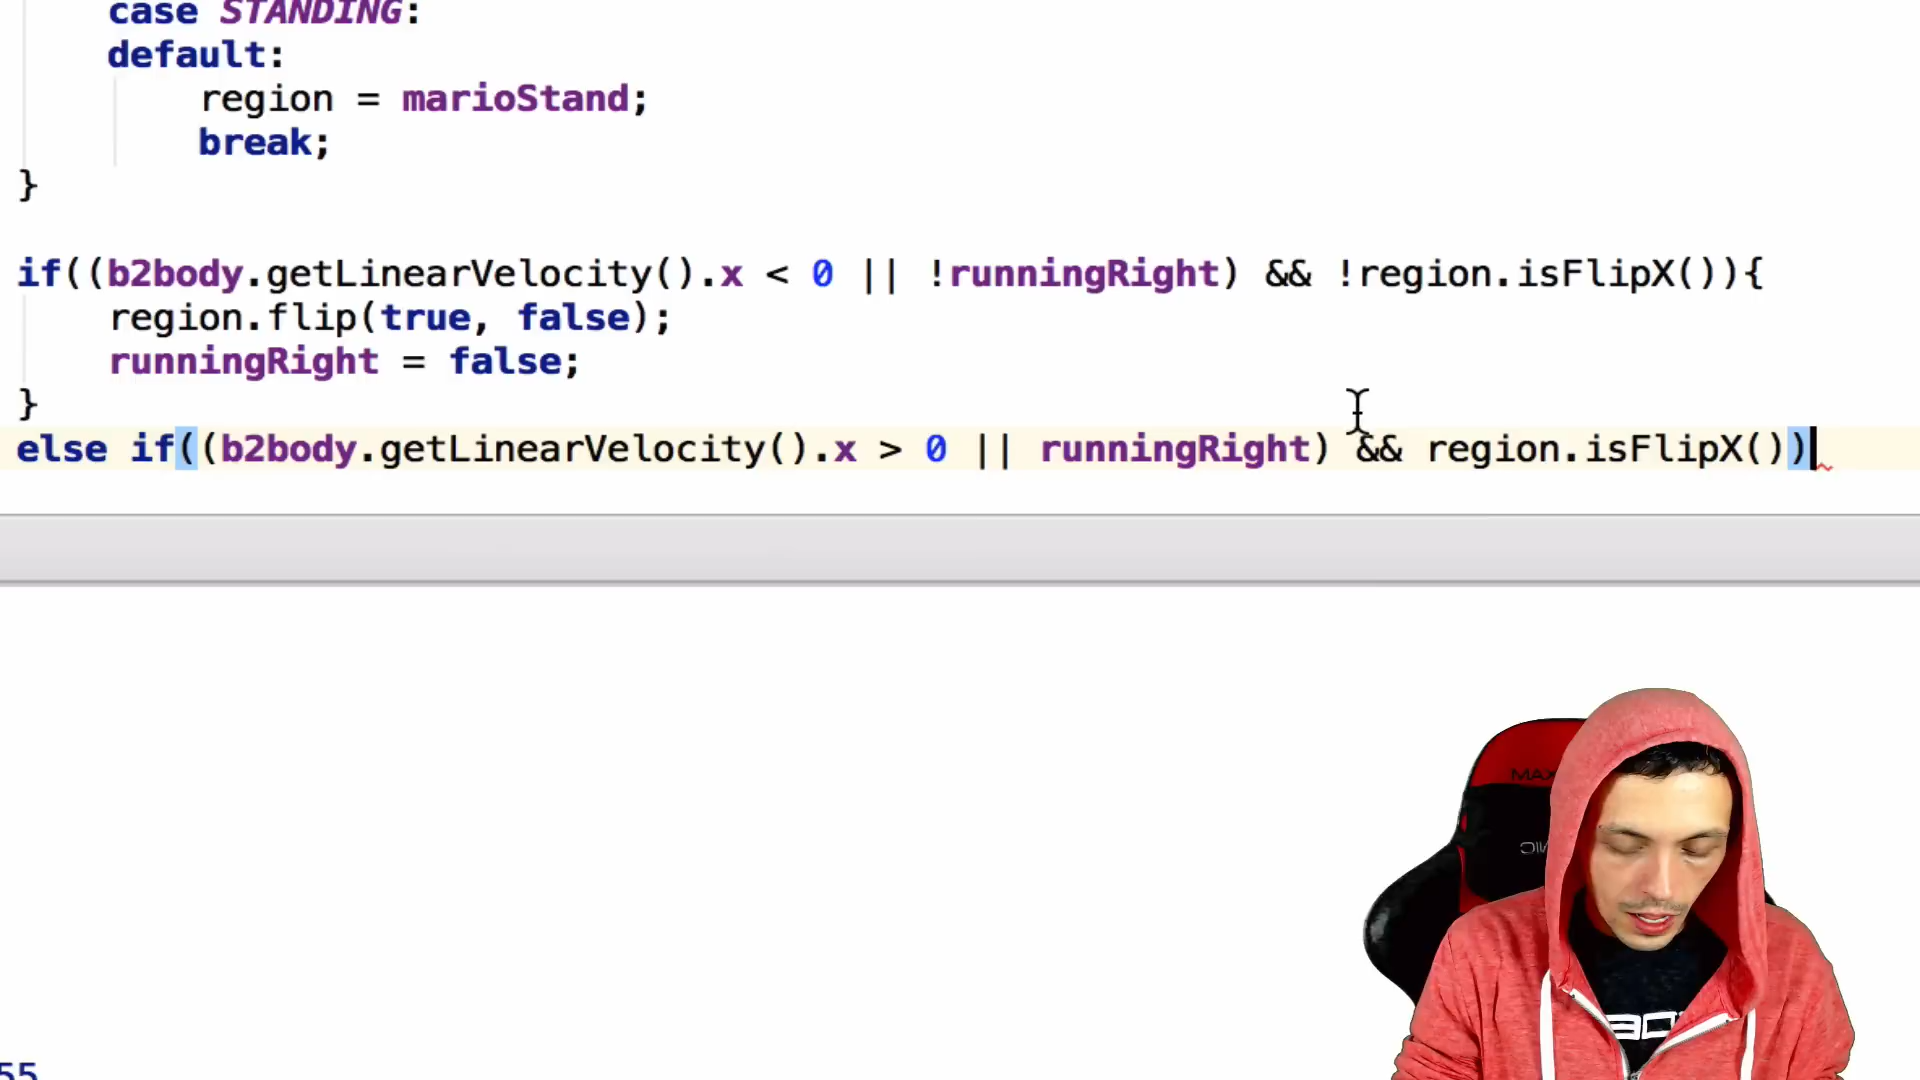 case STANDING:
default:
region = marioStand;
break;
}
if((b2body.getLinearVelocity().x < 0 || !runningRight) && !region.isFlipX()){
region.flip(true, false);
runningRight = false;
}
else if((b2body.getLinearVelocity().x > 0 || runningRight) && region.isFlipX())
MAX
55